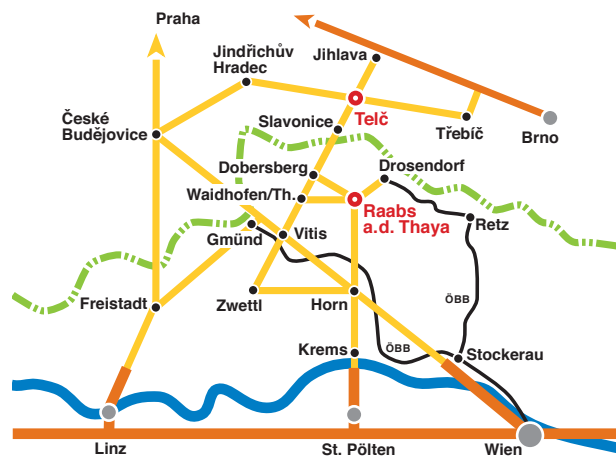 Praha
Jindřichův
Hradec
Jihlava
Telč
České
Budějovice
Slavonice
Třebíč
Brno
Dobersberg
Drosendorf
Waidhofen/Th.
Raabs
a.d. Thaya
Retz
Gmünd
Vitis
Freistadt
Zwettl
Horn
ÖBB
Krems
ÖBB
Stockerau
Linz
St. Pölten
Wien